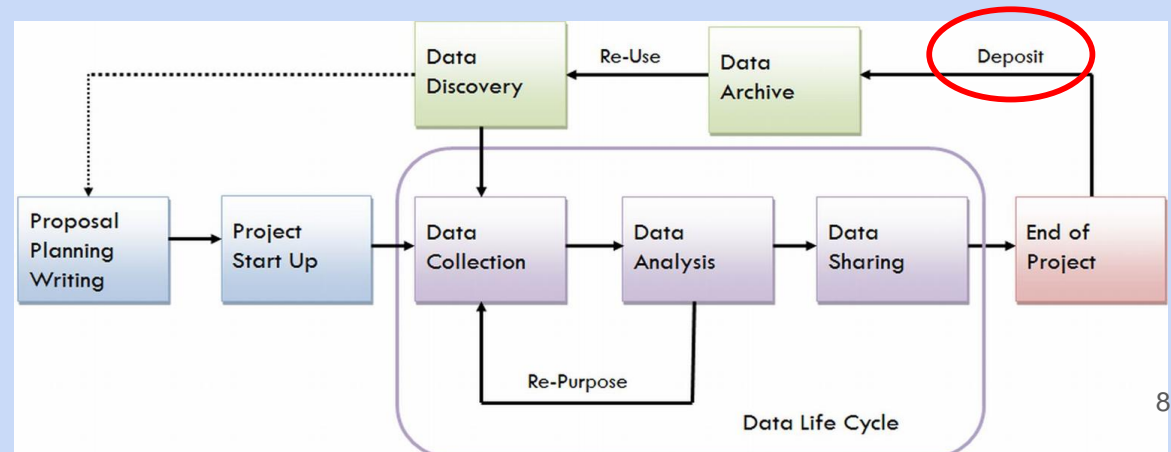 Data
Discovery
Re-Use
Data
Archive
Deposit
Proposal
Planning
Writing
Project
Start Up
Data
Collection
Data
Analysis
Data
Sharing
End of
Project
Re-Purpose
Data Life Cycle
8